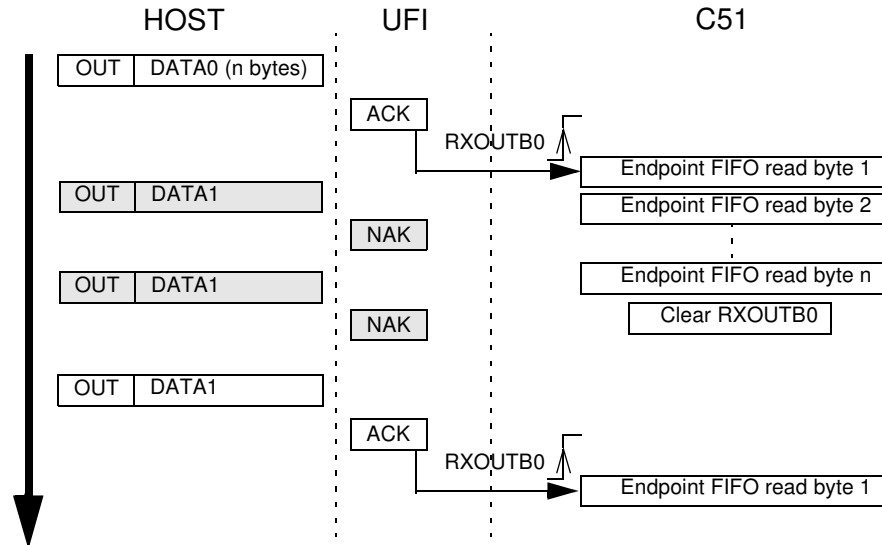 HOST UFI C51
OUT DATA0 (n bytes)
ACK
RXOUTB0
Endpoint FIFO read byte 1
OUT DATA1
Endpoint FIFO read byte 2
NAK
OUT DATA1
Endpoint FIFO read byte n
NAK
Clear RXOUTB0
OUT DATA1
ACK
RXOUTB0
Endpoint FIFO read byte 1